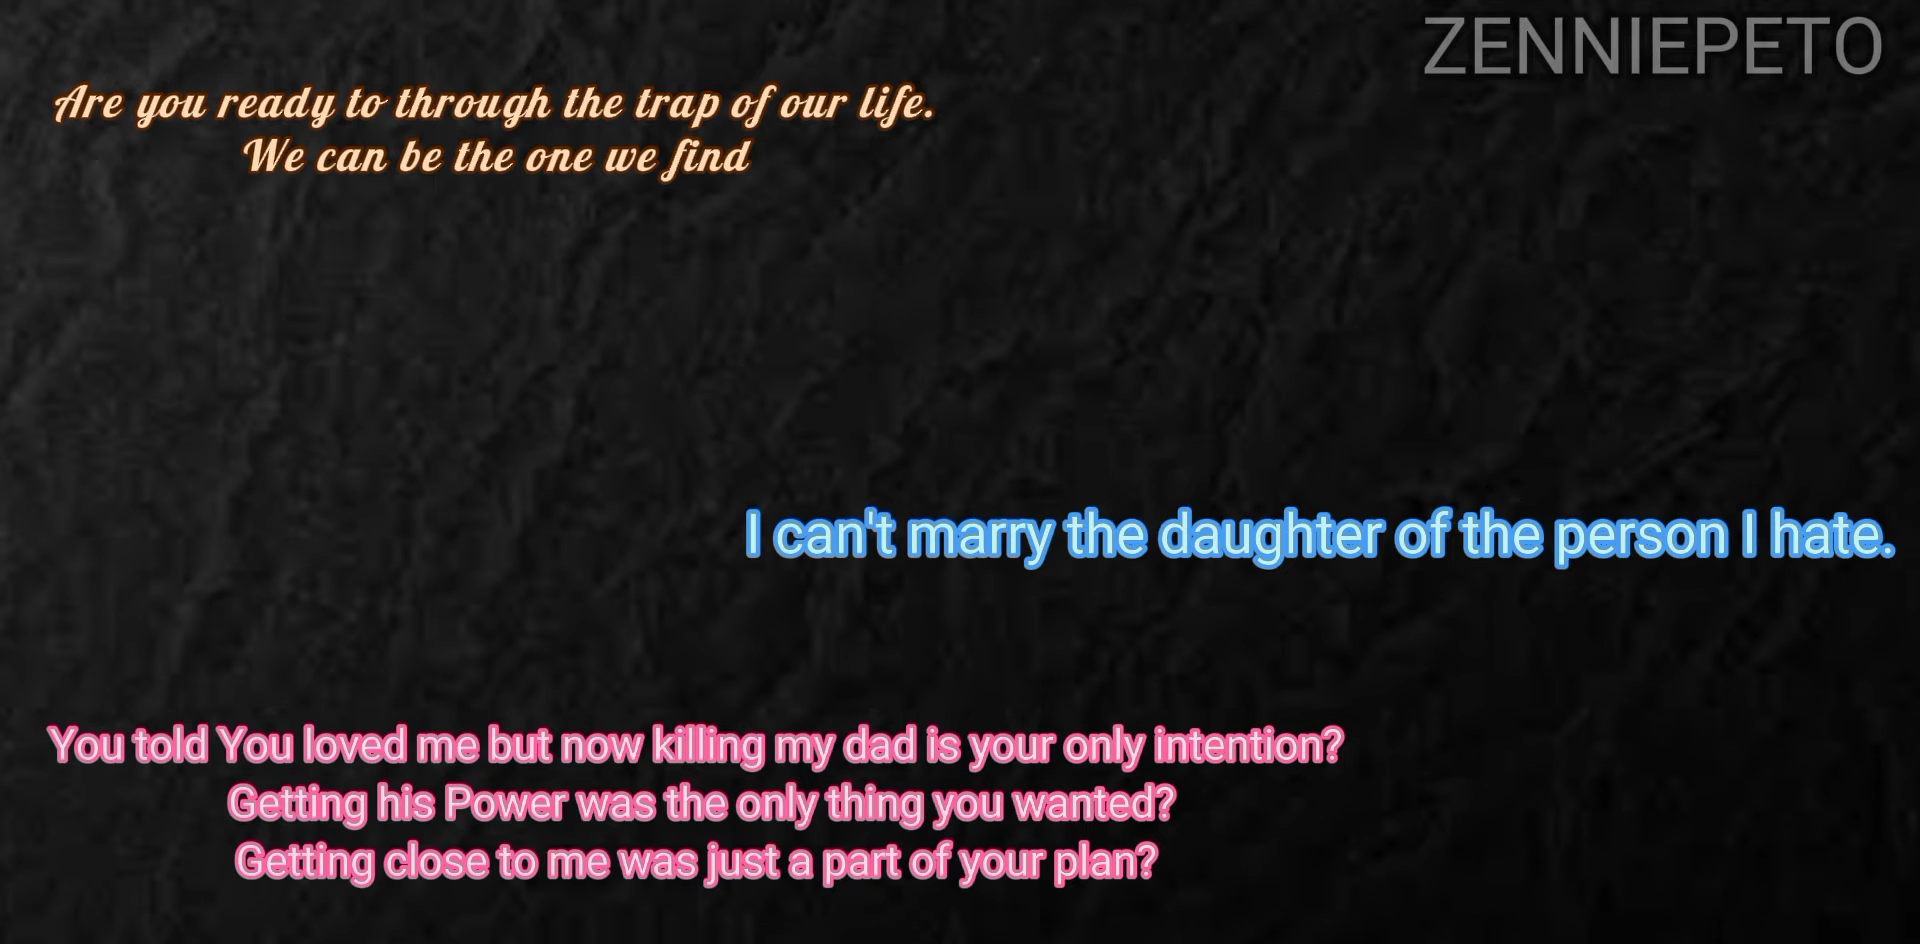 ZENNIEPETO
Are you ready to through the trap of our life.
We can be the one we find
I can't marry the daughter of the person I hate.
You told You loved me but now killing my dad is your only intention?
Getting his Power was the only thing you wanted?
Getting close to me was just a part of your plan?